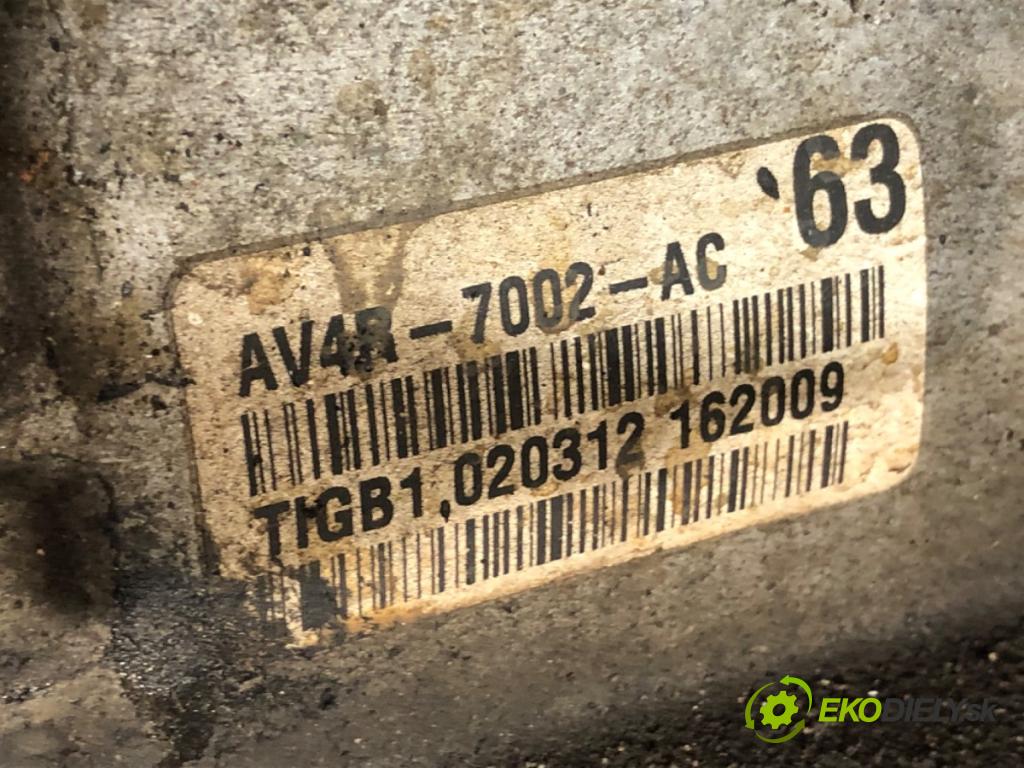 '63
AV4R-7002-AC
TIGB1,020312 162009
EKODIELY.sk